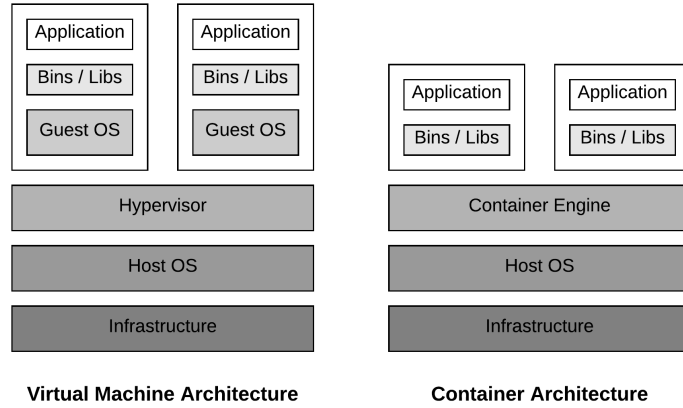 Application
Bins / Libs
Guest OS
Application
Bins / Libs
Guest OS
Hypervisor
Host OS
Infrastructure
Virtual Machine Architecture
Application
Bins / Libs
Application
Bins / Libs
Container Engine
Host OS
Infrastructure
Container Architecture